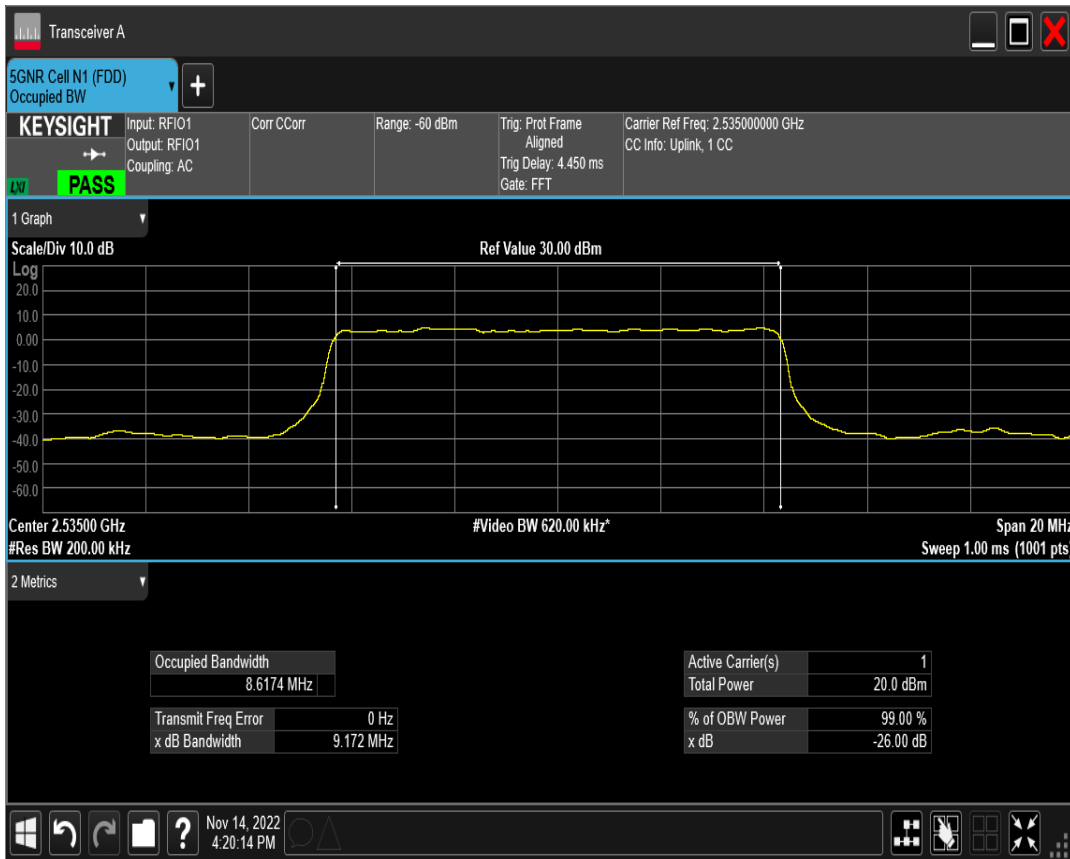 Transceiver A
5GNR Cell N1 (FDD)
Occupied BW
+
KEYSIGHT
LXI
PASS
Input: RFIO1
Output: RFIO1
Coupling: AC
Corr CCorr
Range: -60 dBm
Trig: Prot Frame
Aligned
Trig Delay: 4.450 ms
Gate: FFT
Carrier Ref Freq: 2.535000000 GHz
CC Info: Uplink, 1 CC
1 Graph
Scale/Div 10.0 dB
Ref Value 30.00 dBm
Log
20.0
10.0
0.00
-10.0
-20.0
-30.0
-40.0
-50.0
-60.0
Center 2.53500 GHz
#Video BW 620.00 kHz*
Span 20 MHz
#Res BW 200.00 kHz
Sweep 1.00 ms (1001 pts)
2 Metrics
Occupied Bandwidth
8.6174 MHz
Transmit Freq Error 0 Hz
x dB Bandwidth 9.172 MHz
Active Carrier(s) 1
Total Power 20.0 dBm
% of OBW Power 99.00 %
x dB -26.00 dB
?
Nov 14, 2022
4:20:14 PM